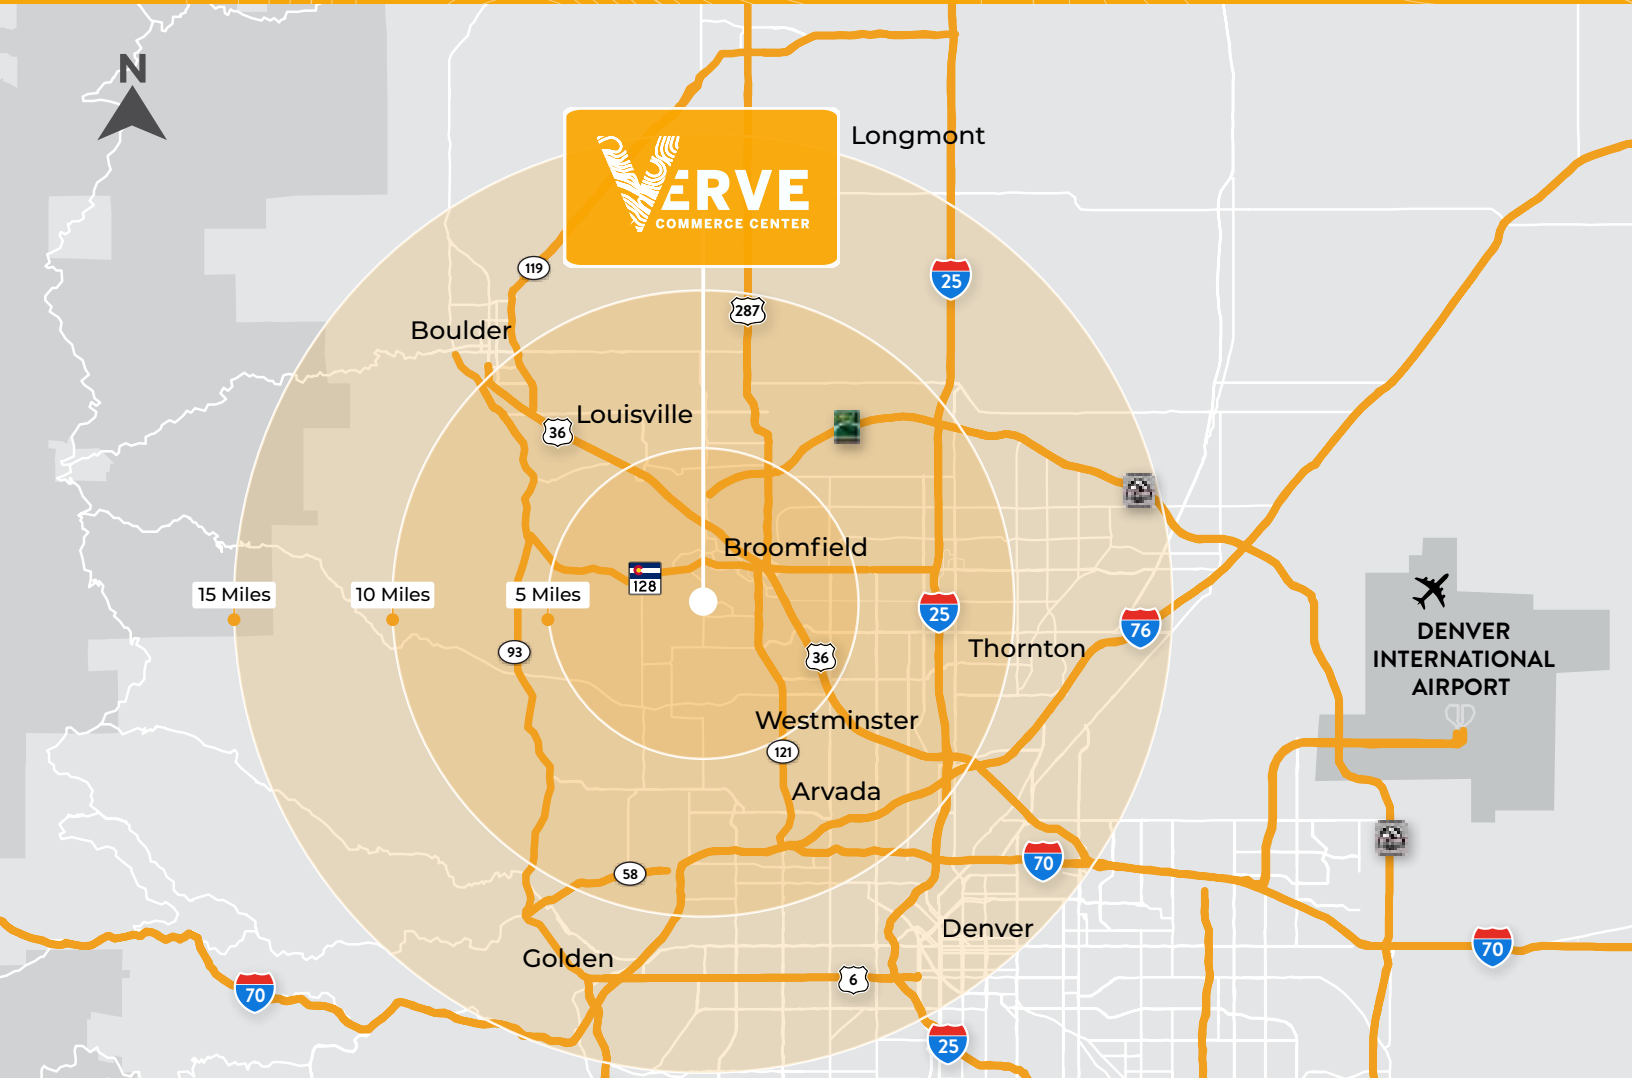 N
Longmont
VERVE
COMMERCE CENTER
119
25
287
Boulder
Louisville
36
Broomfield
128
15 Miles
10 Miles
5 Miles
25
76
93
36
Thornton
DENVER
INTERNATIONAL
AIRPORT
Westminster
121
Arvada
70
58
Denver
70
Golden
6
70
25